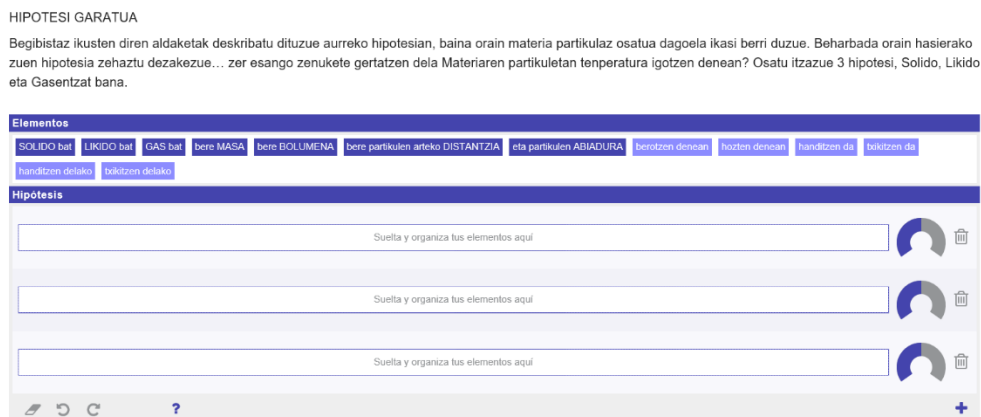 HIPOTESI GARATUA
Begibistaz ikusten diren aldaketak deskribatu dituzue aurreko hipotesian, baina orain materia partikulaz osatua dagoela ikasi berri duzue. Beharbada orain hasierako
zuen hipotesia zehaztu dezakezue… zer esango zenukete gertatzen dela Materiaren partikuletan tenperatura igotzen denean? Osatu itzazue 3 hipotesi, Solido, Likido
eta Gasentzat bana.
Elementos
SOLIDO bat LIKIDO bat GAS bat bere MASA bere BOLUMENA bere partikulen arteko DISTANTZIA eta partikulen ABIADURA berotzen denean hozten denean handitzen da txikitzen da
handitzen delako txikitzen delako
Hipótesis
Suelta y organiza tus elementos aquí
Suelta y organiza tus elementos aquí
Suelta y organiza tus elementos aquí
?